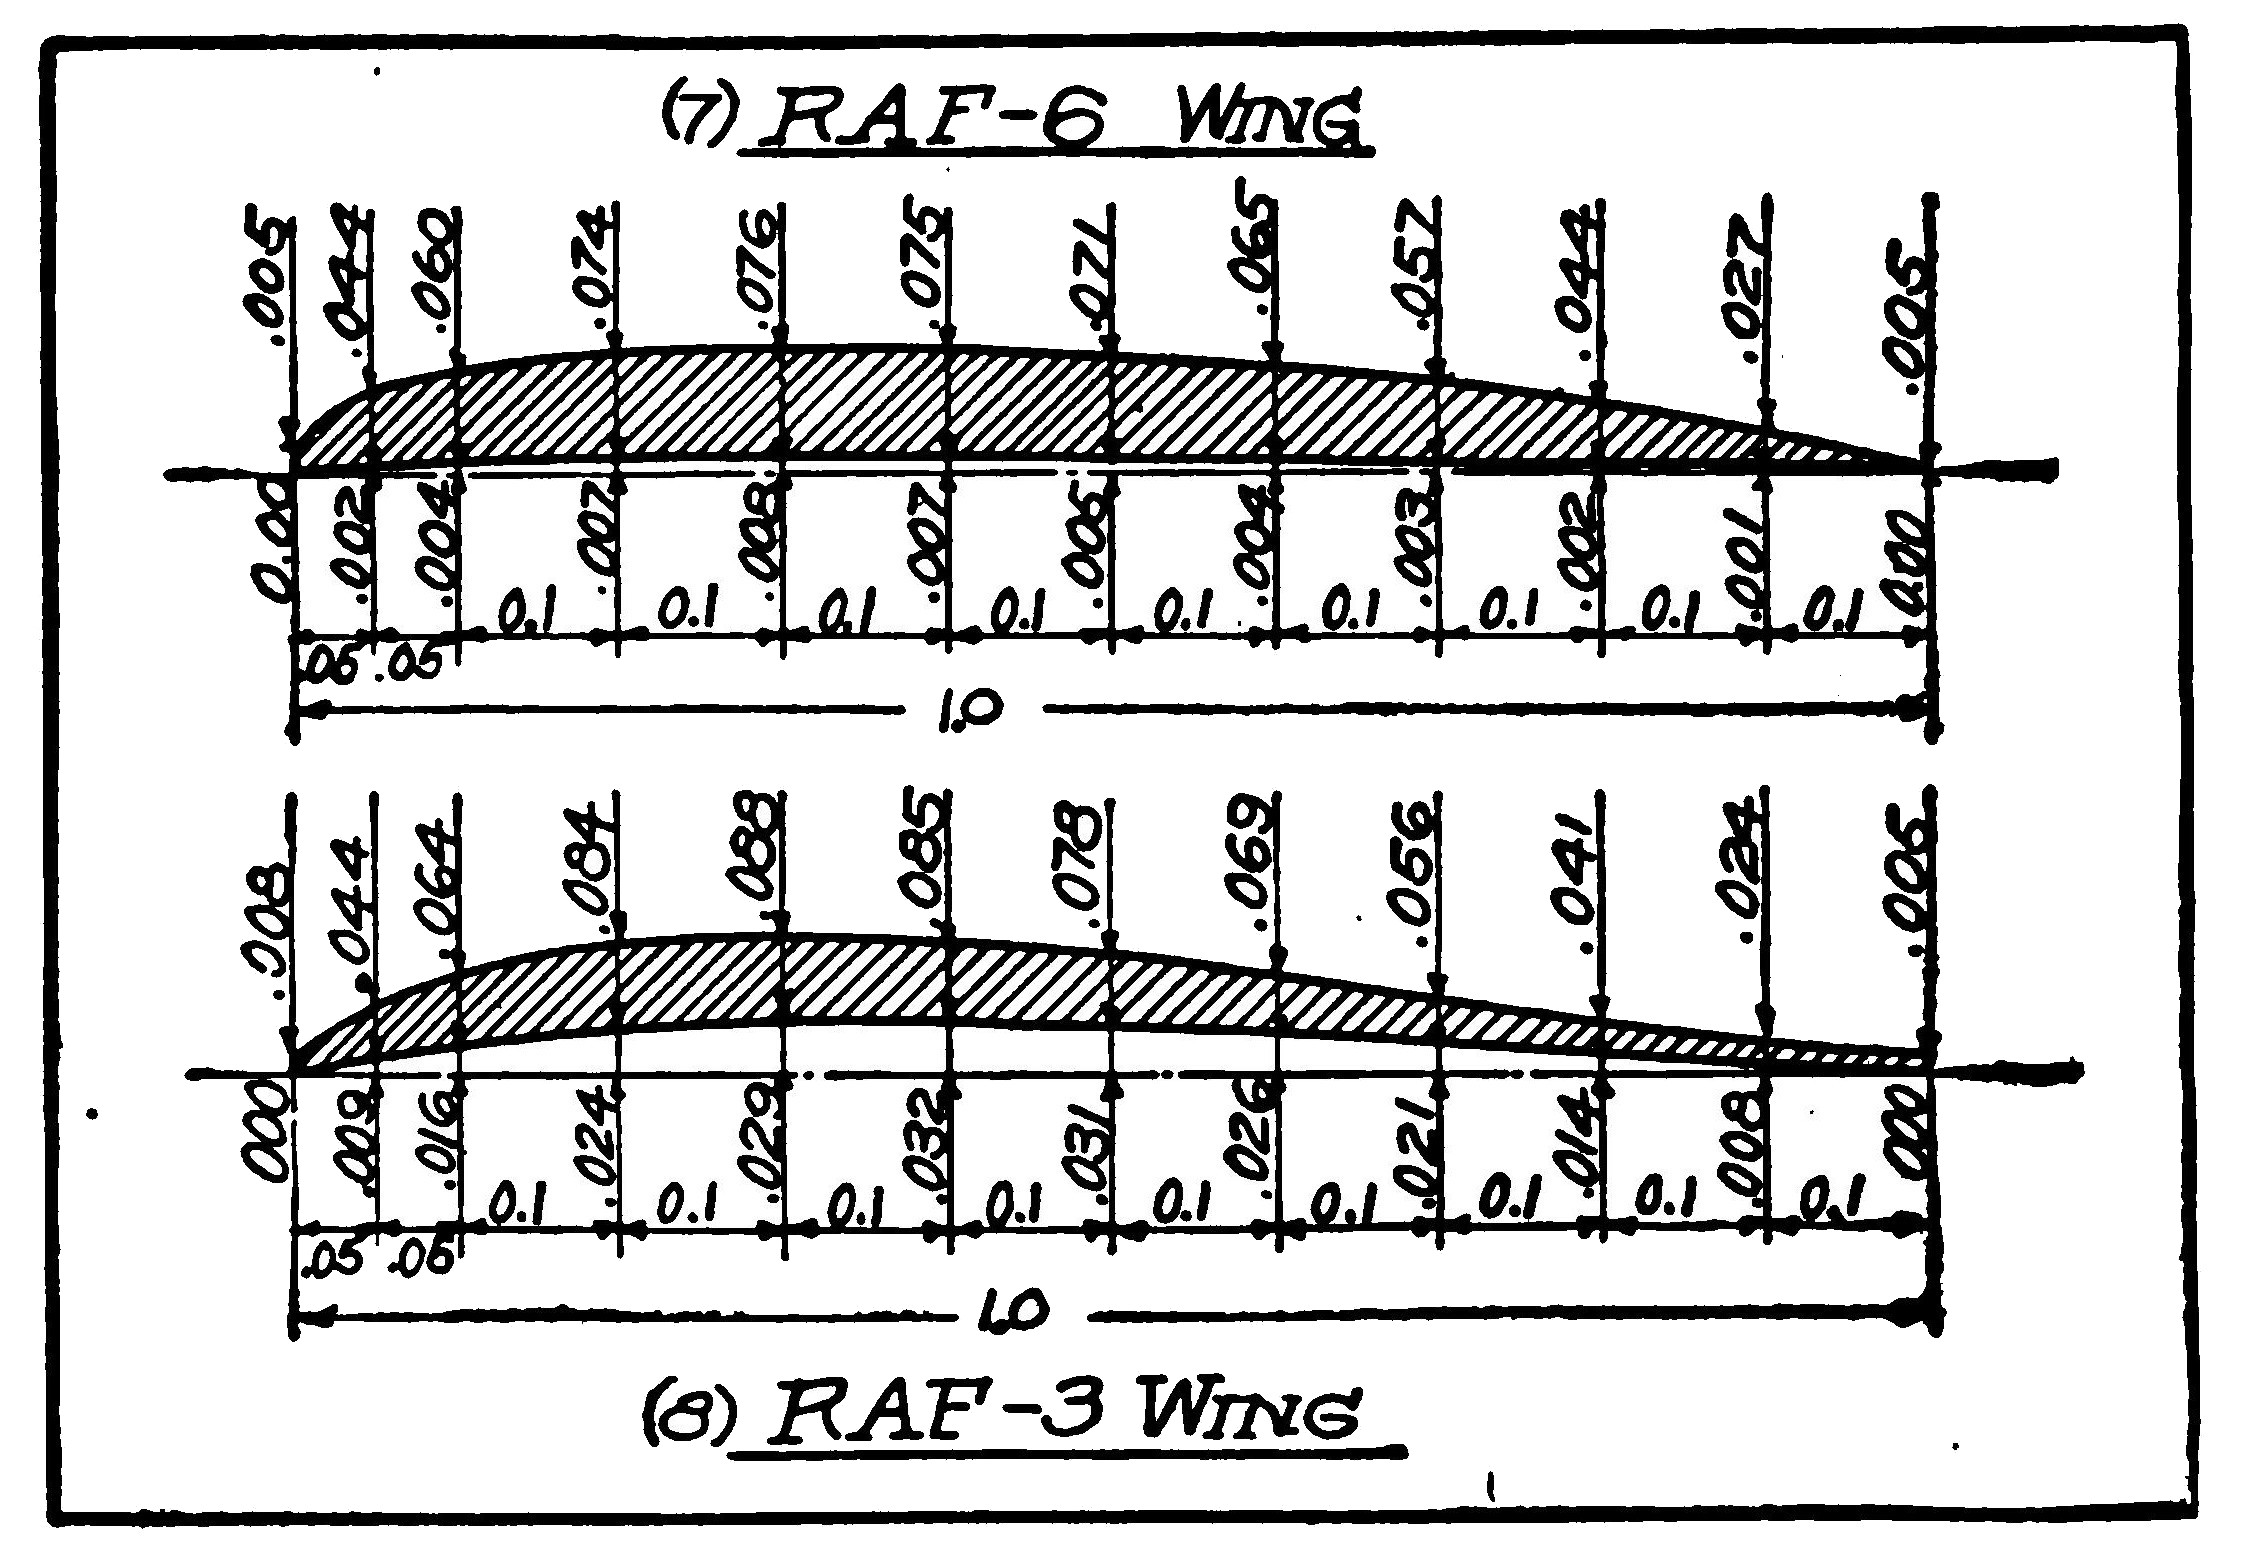 (7) RAF-6 WING
.005 .044 .060 .074 .076 .075 .071 .065 .057 .044 .027 .005
0.00 .002 .004 .007 .008 .007 .006 .004 .003 .002 .001 0.00
0.1 0.1 0.1 0.1 0.1 0.1 0.1 0.1 0.1
.05 .05
1.0
.008 .044 .064 .084 .088 .085 .078 .069 .056 .041 .024 .006
000 .009 .016 .024 .029 .032 .031 .026 .021 .014 .008 000
0.1 0.1 0.1 0.1 0.1 0.1 0.1 0.1 0.1
.05 .05
1.0
(8) RAF-3 WING